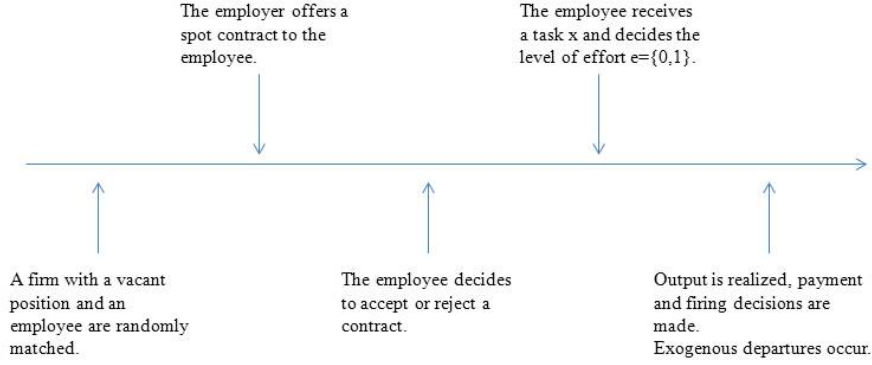 The employer offers a
spot contract to the
employee.
The employee receives
a task x and decides the
level of effort e={0,1}.
A firm with a vacant
position and an
employee are randomly
matched.
The employee decides
to accept or reject a
contract.
Output is realized, payment
and firing decisions are
made.
Exogenous departures occur.